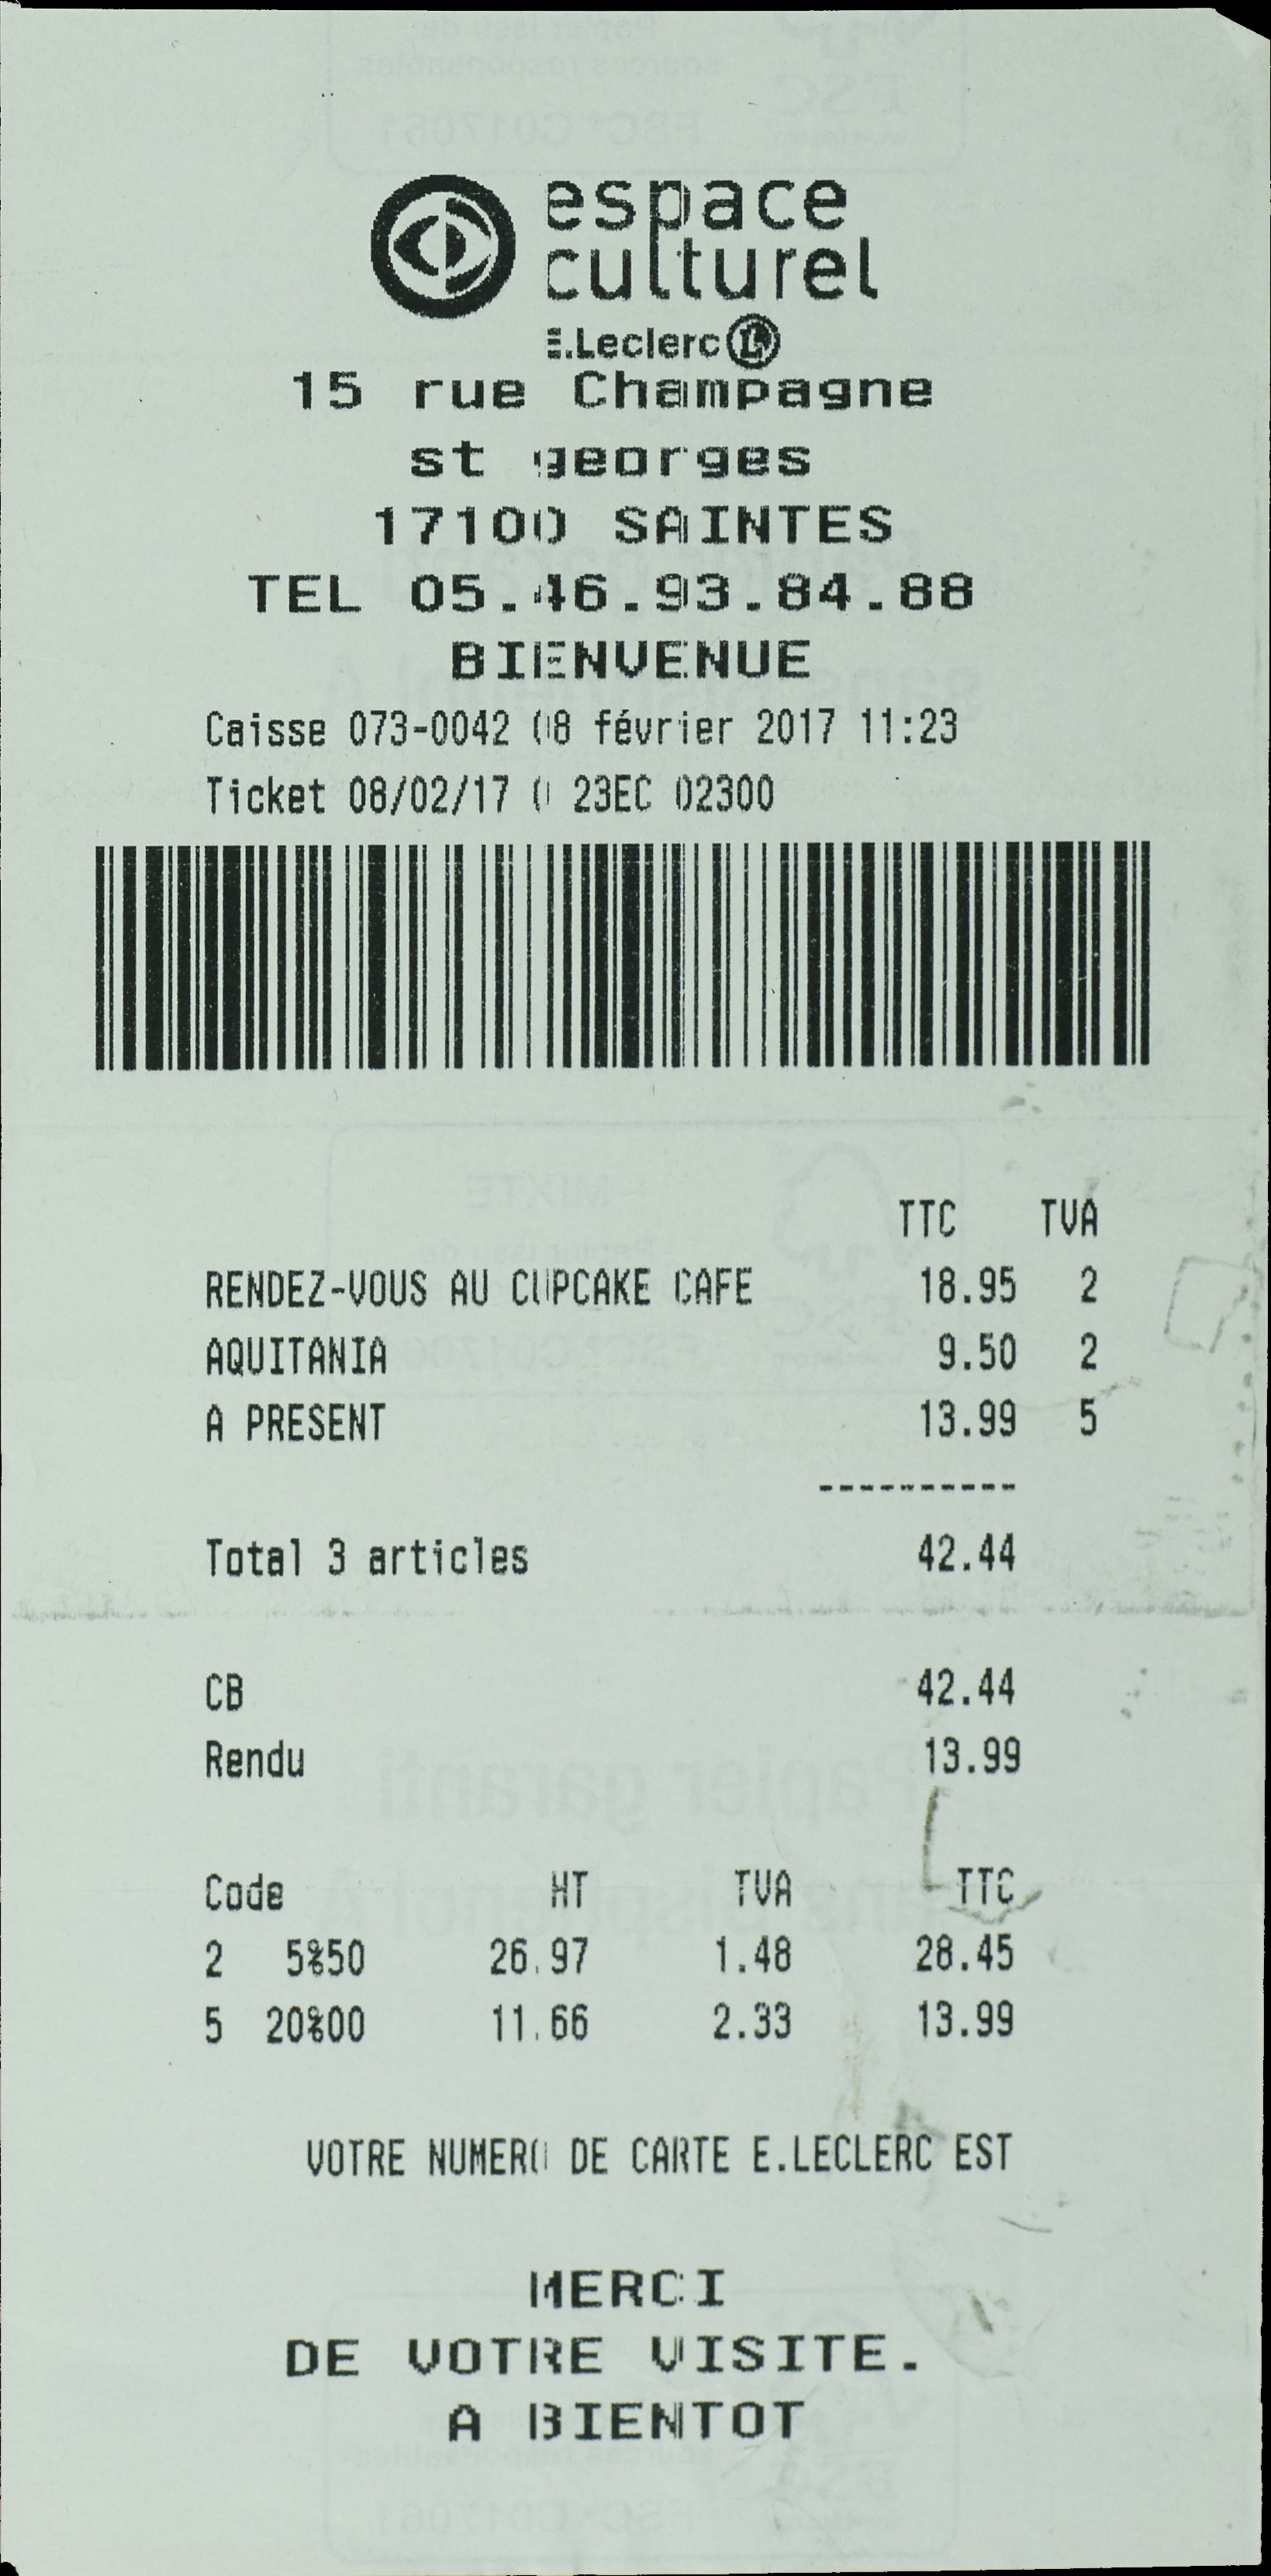 espace
culturel
E.Leclerc L
15 rue Champagne
st georges
17100 SAINTES
TEL 05.46.93.84.88
BIENVENUE
Caisse 073-0042 08 février 2017 11:23
Ticket 08/02/17 0 23EC 02300
TTC TVA
RENDEZ-VOUS AU CUPCAKE CAFE 18.95 2
AQUITANIA 9.50 2
A PRESENT 13.99 5
----------
Total 3 articles 42.44
CB 42.44
Rendu 13.99
Code HT TVA TTC
2 5%50 26.97 1.48 28.45
5 20%00 11.66 2.33 13.99
VOTRE NUMERO DE CARTE E.LECLERC EST
MERCI
DE VOTRE VISITE.
A BIENTOT